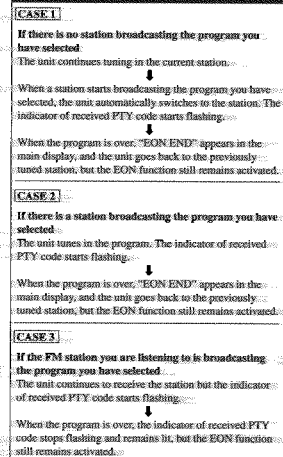 CASE 1
If there is no station broadcasting the program you
have selected
The unit continues tuning in the current station.
When a station starts broadcasting the program you have
selected, the unit automatically switches to the station. The
indicator of received PTY code starts flashing.
When the program is over, "EON END" appears in the
main display, and the unit goes back to the previously
tuned station, but the EON function still remains activated.
CASE 2
If there is a station broadcasting the program you have
selected
The unit tunes in the program. The indicator of received
PTY code starts flashing.
When the program is over, "EON END" appears in the
main display, and the unit goes back to the previously
tuned station, but the EON function still remains activated.
CASE 3
If the FM station you are listening to is broadcasting
the program you have selected
The unit continues to receive the station but the indicator
of received PTY code starts flashing.
When the program is over, the indicator of received PTY
code stops flashing and remains lit, but the EON function
still remains activated.